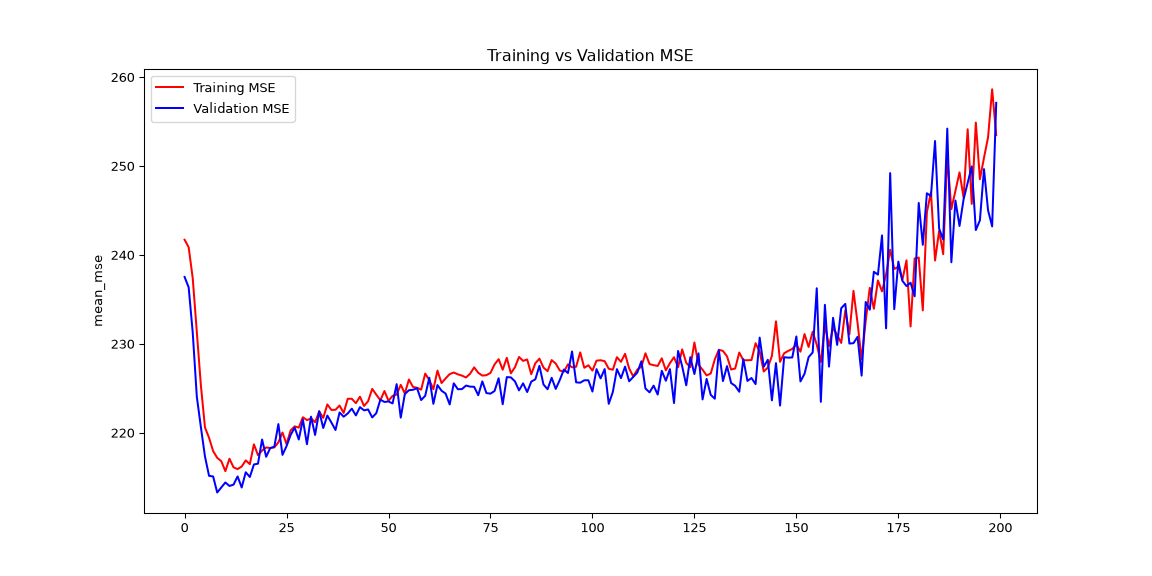 Training vs Validation MSE
260
Training MSE
Validation MSE
250
240
mean_mse
230
220
0 25 50 75 100 125 150 175 200